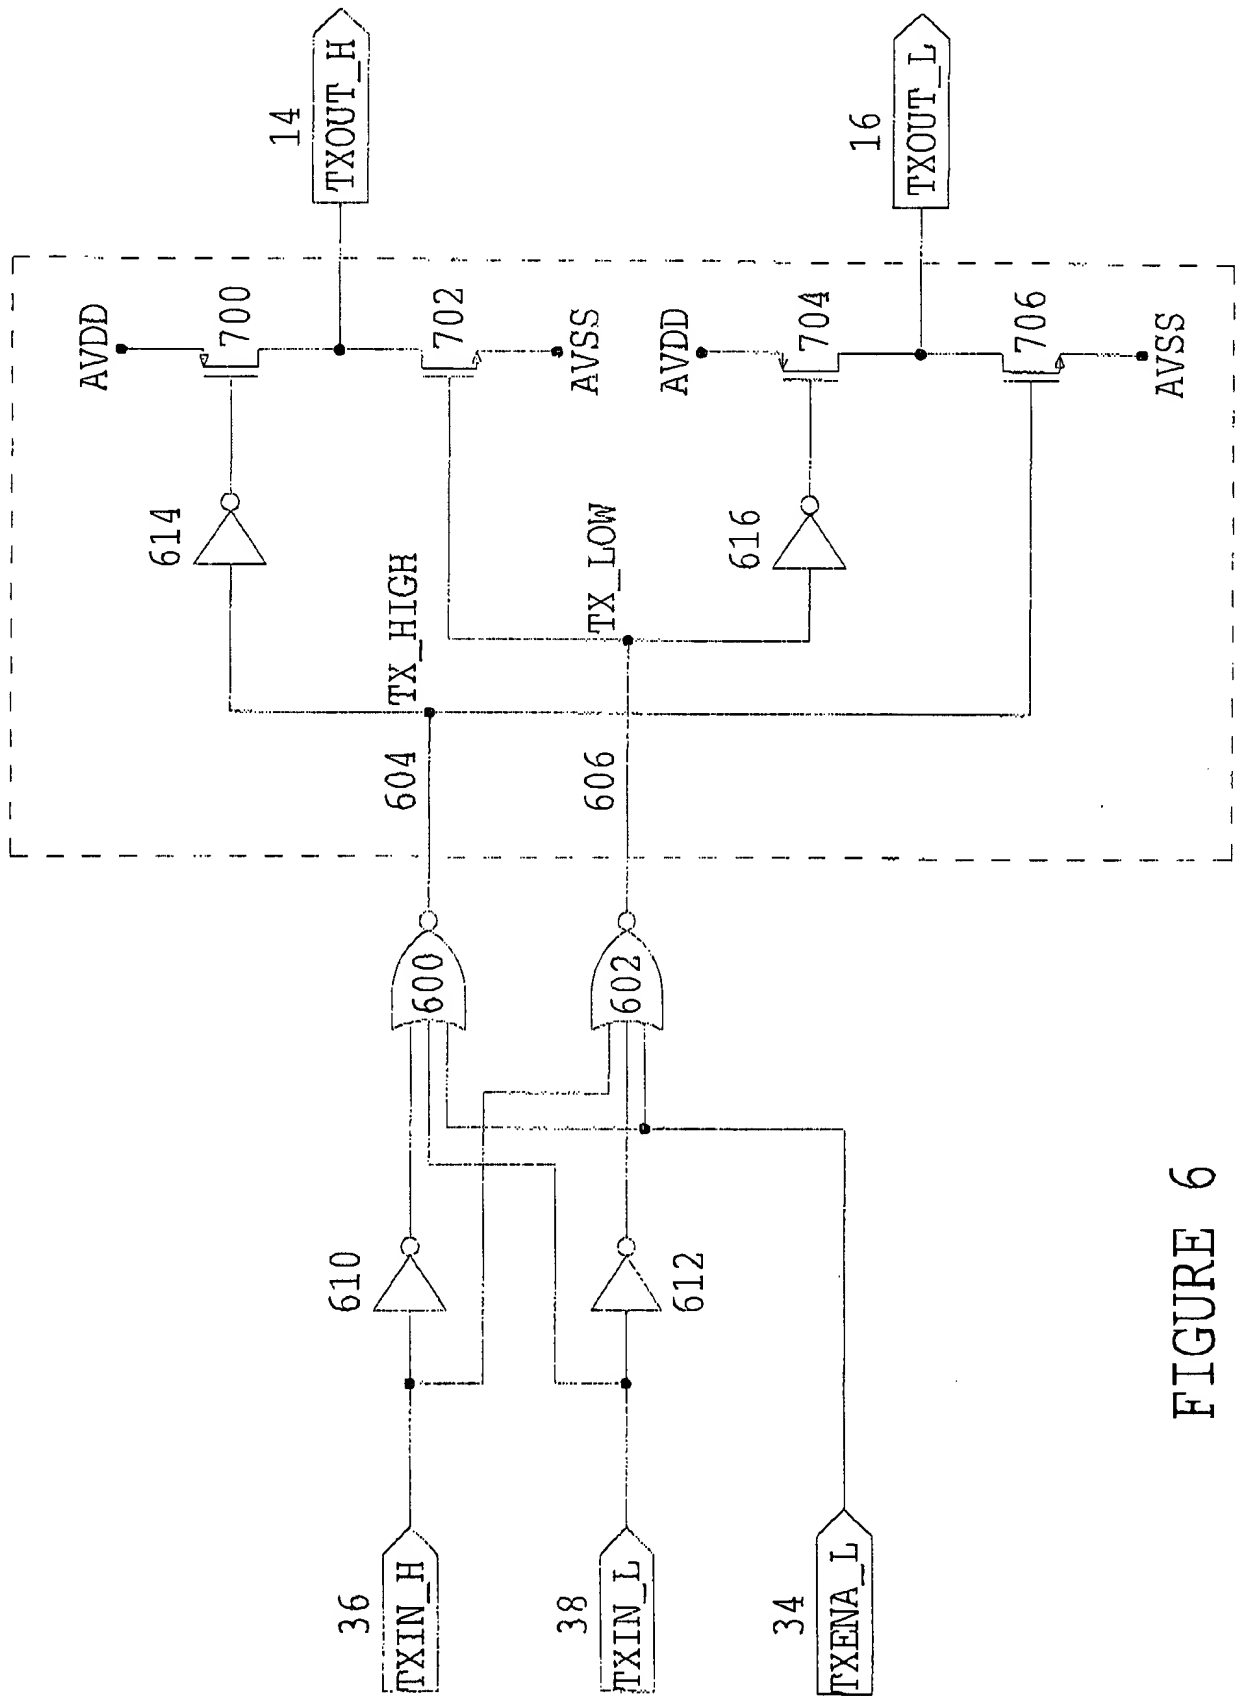 14
TXOUT_H
16
TXOUT_L
AVDD
700
702
AVSS
AVDD
704
706
AVSS
614
616
TX_HIGH
TX_LOW
604
606
600
602
610
612
36
TXIN_H
38
TXIN_L
34
TXENA_L
FIGURE 6